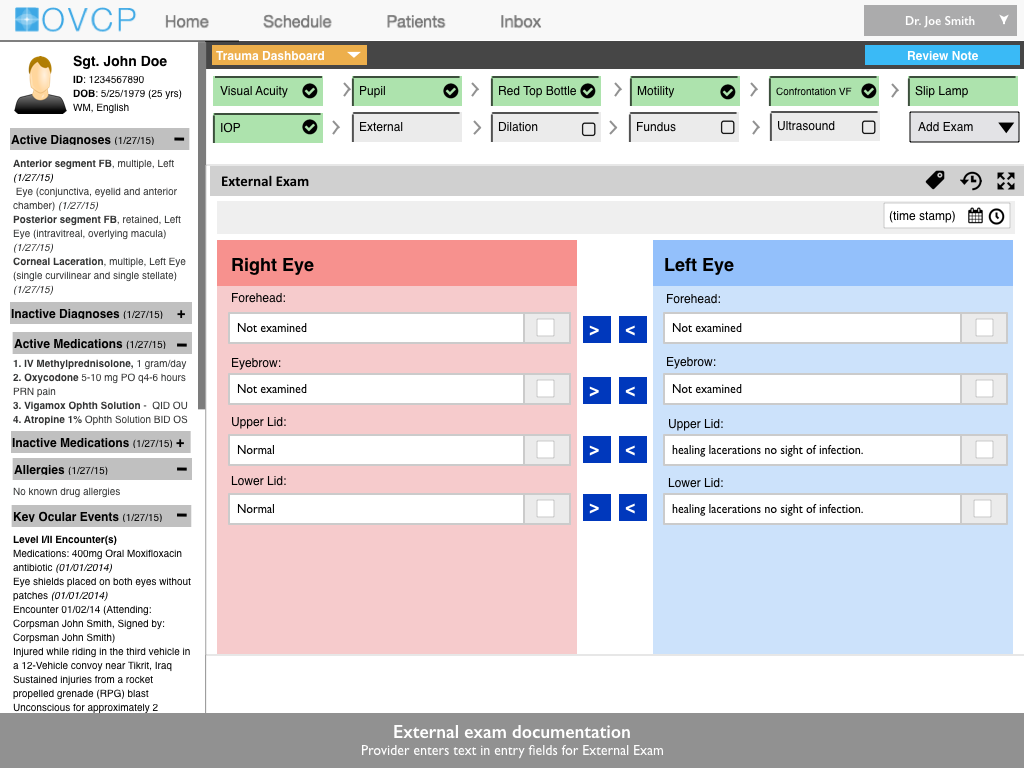 OVCP
Home
Schedule
Patients
Inbox
Dr. Joe Smith
Sgt. John Doe
ID: 1234567890
DOB: 5/25/1979 (25 yrs)
WM, English
Active Diagnoses (1/27/15)
Anterior segment FB, multiple, Left
(1/27/15)
Eye (conjunctiva, eyelid and anterior
chamber) (1/27/15)
Posterior segment FB, retained, Left
Eye (intravitreal, overlying macula)
(1/27/15)
Corneal Laceration, multiple, Left Eye
(single curvilinear and single stellate)
(1/27/15)
Inactive Diagnoses (1/27/15) +
Active Medications (1/27/15)
1. IV Methylprednisolone, 1 gram/day
2. Oxycodone 5-10 mg PO q4-6 hours
PRN pain
3. Vigamox Ophth Solution - QID OU
4. Atropine 1% Ophth Solution BID OS
Inactive Medications (1/27/15) +
Allergies (1/27/15)
No known drug allergies
Key Ocular Events (1/27/15)
Level I/II Encounter(s)
Medications: 400mg Oral Moxifloxacin
antibiotic (01/01/2014)
Eye shields placed on both eyes without
patches (01/01/2014)
Encounter 01/02/14 (Attending:
Corpsman John Smith, Signed by:
Corpsman John Smith)
Injured while riding in the third vehicle in
a 12-Vehicle convoy near Tikrit, Iraq
Sustained injuries from a rocket
propelled grenade (RPG) blast
Unconscious for approximately 2
Trauma Dashboard
Review Note
Visual Acuity
Pupil
Red Top Bottle
Motility
Confrontation VF
Slip Lamp
IOP
External
Dilation
Fundus
Ultrasound
Add Exam
External Exam
(time stamp)
Right Eye
Forehead:
Not examined
Eyebrow:
Not examined
Upper Lid:
Normal
Lower Lid:
Normal
> <
> <
> <
> <
Left Eye
Forehead:
Not examined
Eyebrow:
Not examined
Upper Lid:
healing lacerations no sight of infection.
Lower Lid:
healing lacerations no sight of infection.
External exam documentation
Provider enters text in entry fields for External Exam